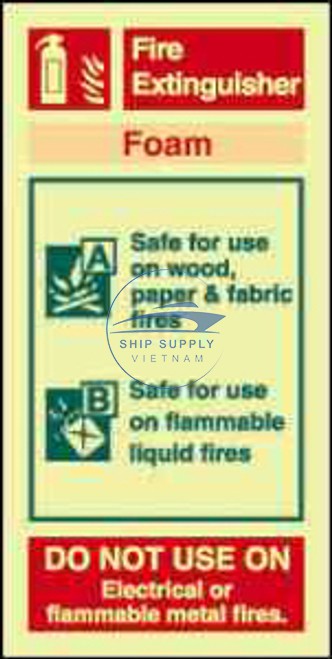 Fire
Extinguisher
Foam
A
Safe for use
on wood,
paper & fabric
fires
SHIP SUPPLY
VIETNAM
B
Safe for use
on flammable
liquid fires
DO NOT USE ON
Electrical or
flammable metal fires.